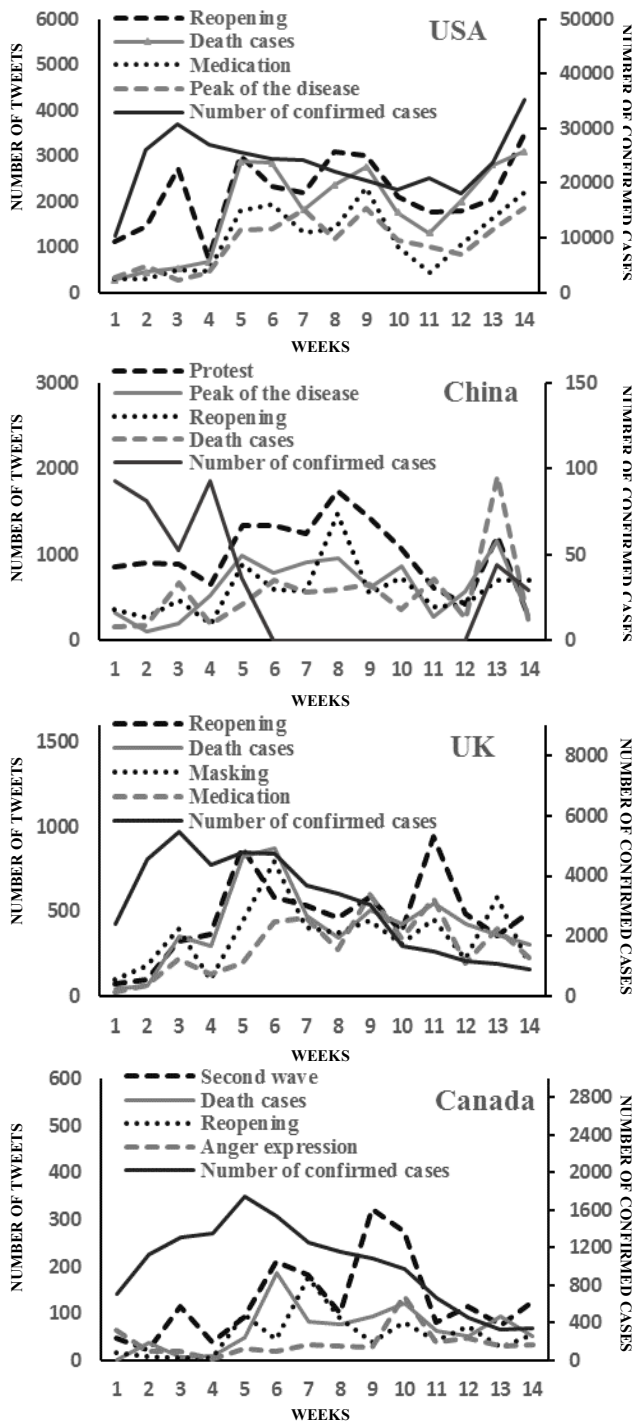 USA
Reopening
Death cases
Medication
Peak of the disease
Number of confirmed cases
NUMBER OF TWEETS
6000
5000
4000
3000
2000
1000
0
50000
40000
30000
20000
10000
0
NUMBER OF CONFIRMED CASES
1 2 3 4 5 6 7 8 9 10 11 12 13 14
WEEKS
China
Protest
Peak of the disease
Reopening
Death cases
Number of confirmed cases
NUMBER OF TWEETS
3000
2000
1000
0
150
100
50
0
NUMBER OF CONFIRMED CASES
1 2 3 4 5 6 7 8 9 10 11 12 13 14
WEEKS
UK
Reopening
Death cases
Masking
Medication
Number of confirmed cases
NUMBER OF TWEETS
1500
1000
500
0
8000
6000
4000
2000
0
NUMBER OF CONFIRMED CASES
1 2 3 4 5 6 7 8 9 10 11 12 13 14
WEEKS
Canada
Second wave
Death cases
Reopening
Anger expression
Number of confirmed cases
NUMBER OF TWEETS
600
500
400
300
200
100
0
2800
2400
2000
1600
1200
800
400
0
NUMBER OF CONFIRMED CASES
1 2 3 4 5 6 7 8 9 10 11 12 13 14
WEEKS